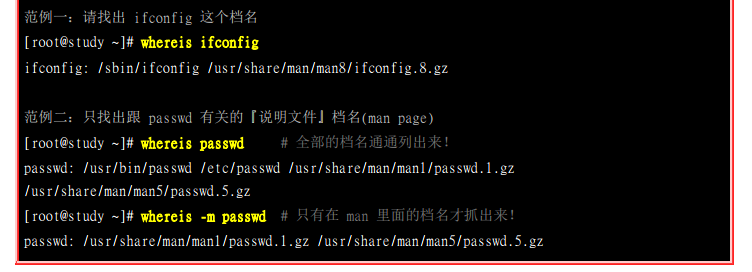 范例一：请找出 ifconfig 这个档名
[root@study ~]# whereis ifconfig
ifconfig: /sbin/ifconfig /usr/share/man/man8/ifconfig.8.gz
范例二：只找出跟 passwd 有关的『说明文件』档名(man page)
[root@study ~]# whereis passwd # 全部的档名通通列出来！
passwd: /usr/bin/passwd /etc/passwd /usr/share/man/man1/passwd.1.gz
/usr/share/man/man5/passwd.5.gz
[root@study ~]# whereis -m passwd # 只有在 man 里面的档名才抓出来！
passwd: /usr/share/man/man1/passwd.1.gz /usr/share/man/man5/passwd.5.gz